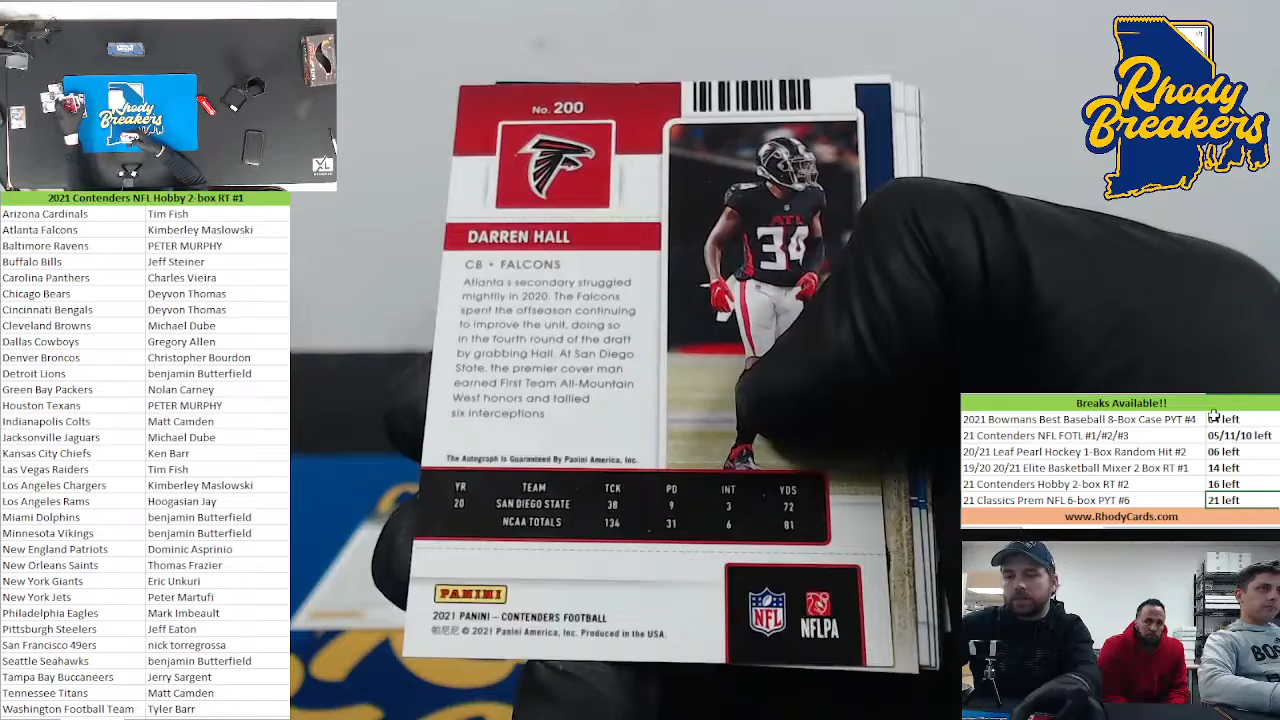 2021 Contenders NFL Hobby 2-box RT #1
Arizona Cardinals Tim Fish
Atlanta Falcons Kimberley Maslowski
Baltimore Ravens PETER MURPHY
Buffalo Bills Jeff Steiner
Carolina Panthers Charles Vieira
Chicago Bears Deyvon Thomas
Cincinnati Bengals Deyvon Thomas
Cleveland Browns Michael Dube
Dallas Cowboys Gregory Allen
Denver Broncos Christopher Bourdon
Detroit Lions benjamin Butterfield
Green Bay Packers Nolan Carney
Houston Texans PETER MURPHY
Indianapolis Colts Matt Camden
Jacksonville Jaguars Michael Dube
Kansas City Chiefs Ken Barr
Las Vegas Raiders Tim Fish
Los Angeles Chargers Kimberley Maslowski
Los Angeles Rams Hoogasian Jay
Miami Dolphins benjamin Butterfield
Minnesota Vikings benjamin Butterfield
New England Patriots Dominic Asprinio
New Orleans Saints Thomas Frazier
New York Giants Eric Unkuri
New York Jets Peter Martufi
Philadelphia Eagles Mark Imbeault
Pittsburgh Steelers Jeff Eaton
San Francisco 49ers nick torregrossa
Seattle Seahawks benjamin Butterfield
Tampa Bay Buccaneers Jerry Sargent
Tennessee Titans Matt Camden
Washington Football Team Tyler Barr
Rhody
Breakers
XL
No. 200
DARREN HALL
CB • FALCONS
Atlanta's secondary struggled
mightily in 2020. The Falcons
spent the offseason continuing
to improve the unit, doing so
in the fourth round of the draft
by grabbing Hall. At San Diego
State, the premier cover man
earned First Team All-Mountain
West honors and tallied
six interceptions
The Autograph Is Guaranteed By Panini America, Inc.
YR TEAM TCK PD INT YDS
20 SAN DIEGO STATE 38 9 3 72
NCAA TOTALS 134 31 6 81
PANINI
2021 PANINI – CONTENDERS FOOTBALL
帕尼尼 © 2021 Panini America, Inc. Produced in the USA.
NFL
NFLPA
ATL
34
Rhody
Breakers
Breaks Available!!
2021 Bowmans Best Baseball 8-Box Case PYT #4 left
21 Contenders NFL FOTL #1/#2/#3 05/11/10 left
20/21 Leaf Pearl Hockey 1-Box Random Hit #2 06 left
19/20 20/21 Elite Basketball Mixer 2 Box RT #1 14 left
21 Contenders Hobby 2-box RT #2 16 left
21 Classics Prem NFL 6-box PYT #6 21 left
www.RhodyCards.com